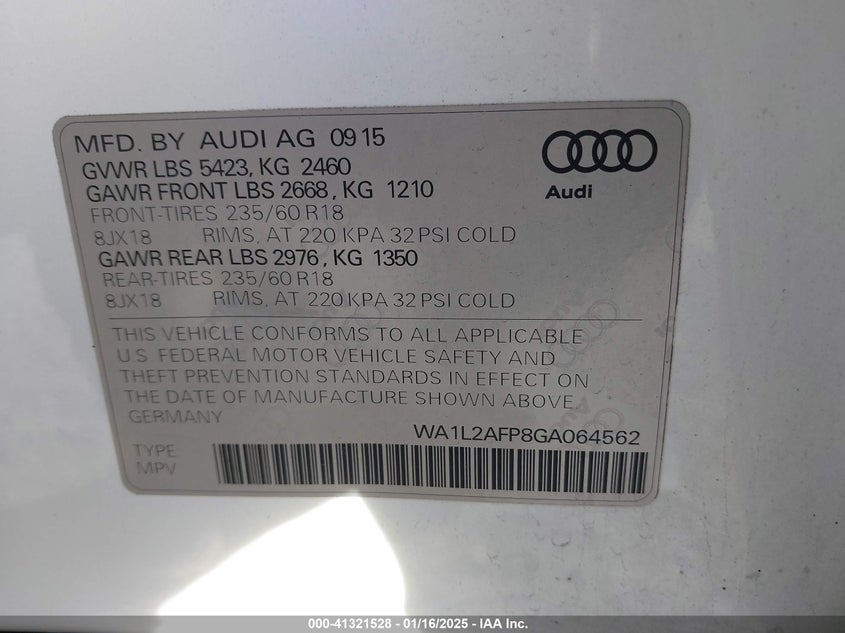 MFD. BY AUDI AG 09 15
GVWR LBS 5423, KG 2460
GAWR FRONT LBS 2668, KG 1210
FRONT-TIRES 235/60 R18
8JX18 RIMS, AT 220 KPA 32 PSI COLD
GAWR REAR LBS 2976, KG 1350
REAR-TIRES 235/60 R18
8JX18 RIMS, AT 220 KPA 32 PSI COLD
Audi
THIS VEHICLE CONFORMS TO ALL APPLICABLE
U.S. FEDERAL MOTOR VEHICLE SAFETY AND
THEFT PREVENTION STANDARDS IN EFFECT ON
THE DATE OF MANUFACTURE SHOWN ABOVE
GERMANY
WA1L2AFP8GA064562
TYPE
MPV
000-41321528 - 01/16/2025 - IAA Inc.